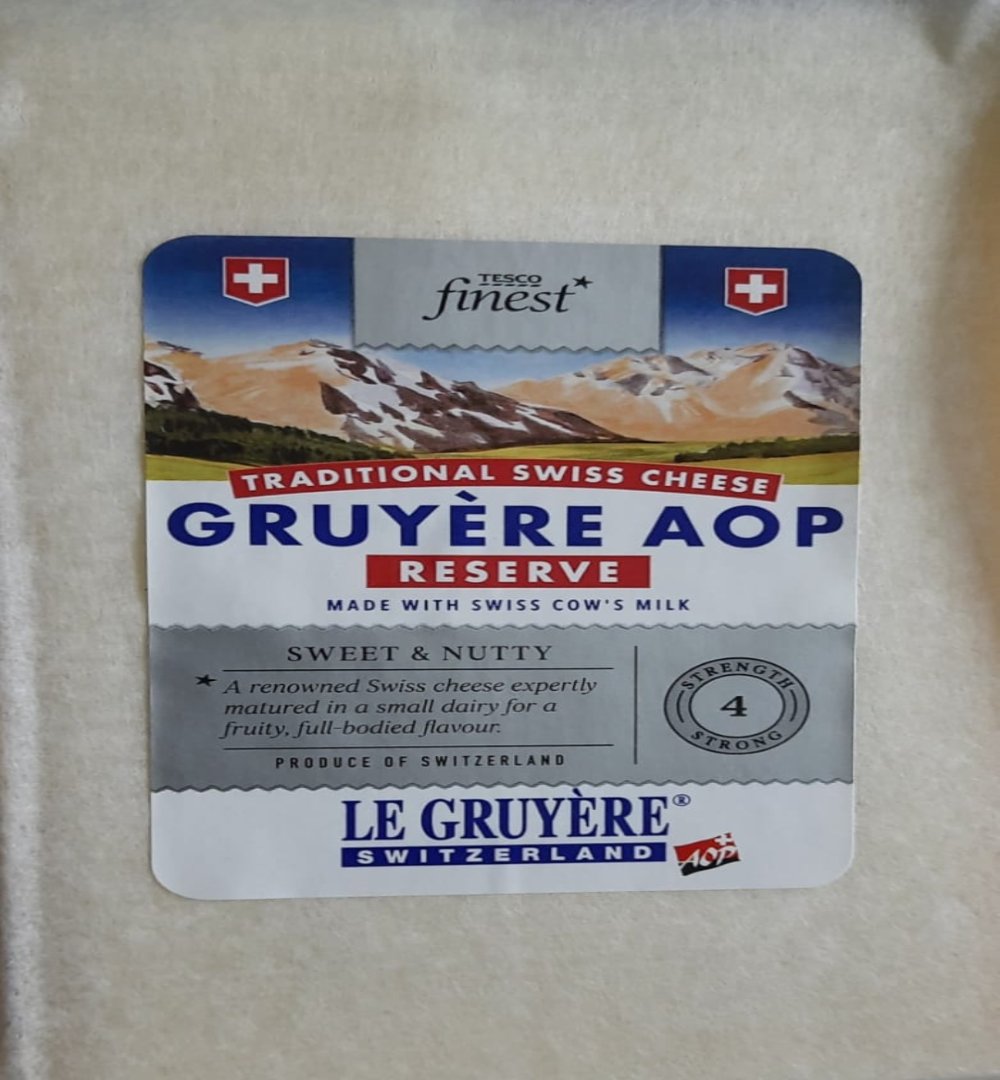 TESCO
finest*
TRADITIONAL SWISS CHEESE
GRUYÈRE AOP
RESERVE
MADE WITH SWISS COW'S MILK
SWEET & NUTTY
* A renowned Swiss cheese expertly
matured in a small dairy for a
fruity, full-bodied flavour.
PRODUCE OF SWITZERLAND
STRENGTH
4
STRONG
LE GRUYÈRE®
SWITZERLAND
AOP